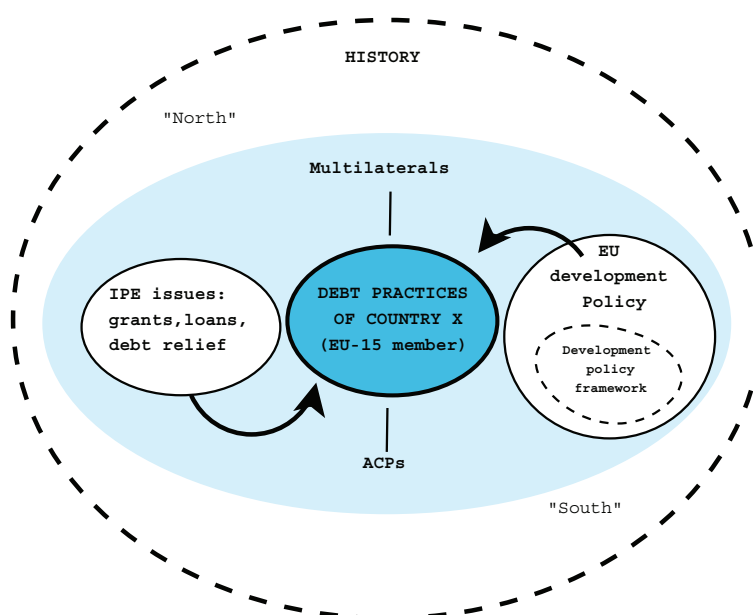 HISTORY
"North"
Multilaterals
IPE issues:
grants,loans,
debt relief
DEBT PRACTICES
OF COUNTRY X
(EU-15 member)
EU
development
Policy
Development
policy
framework
ACPs
"South"